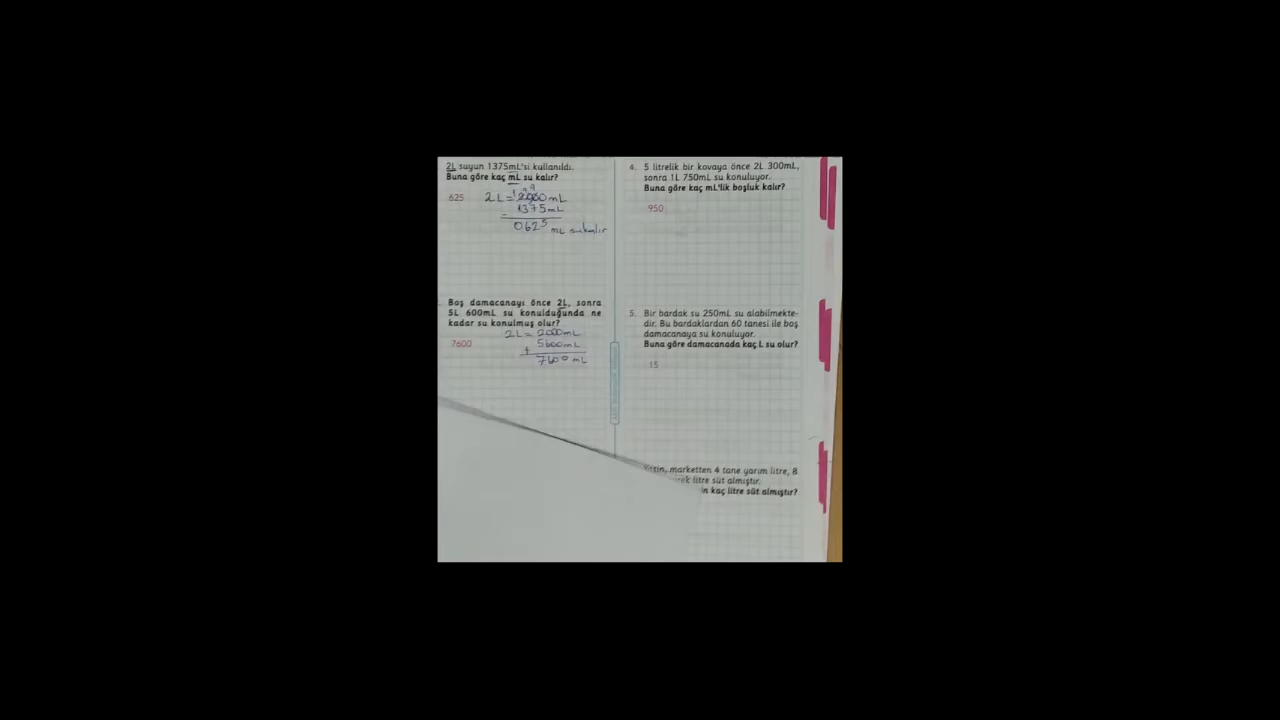 2L suyun 1375mL'si kullanıldı.
Buna göre kaç mL su kalır?
625
2L = 2000mL
- 1375mL
0625 mL su kalır
Boş damacanayı önce 2L, sonra
5L 600mL su konulduğunda ne
kadar su konulmuş olur?
7600
2L = 2000mL
+ 5600mL
7600 mL
4. 5 litrelik bir kovaya önce 2L 300mL,
sonra 1L 750mL su konuluyor.
Buna göre kaç mL'lik boşluk kalır?
950
5. Bir bardak su 250mL su alabilmekte-
dir. Bu bardaklardan 60 tanesi ile boş
damacanaya su konuluyor.
Buna göre damacanada kaç L su olur?
15
marketten 4 tane yarım litre, 8
litre süt almıştır.
kaç litre süt almıştır?